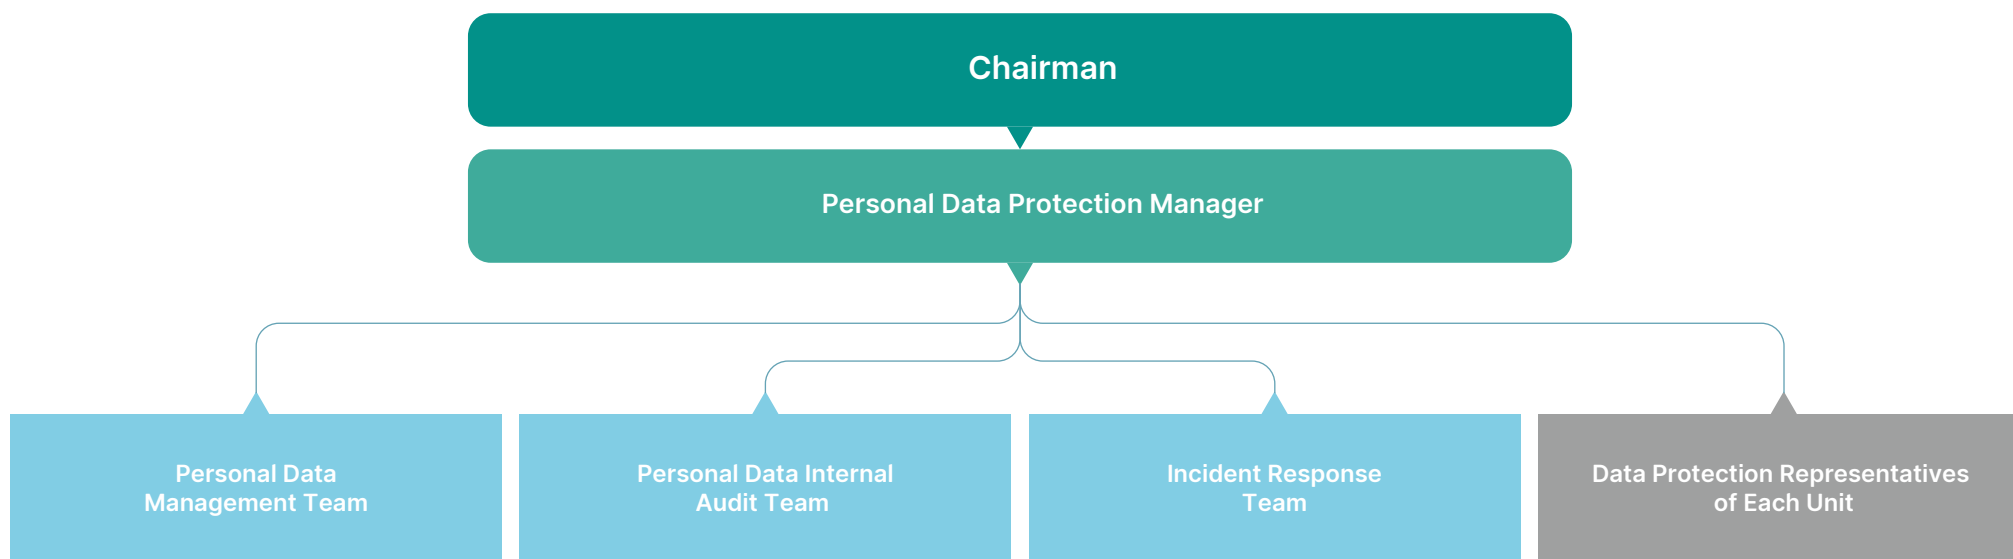 Chairman
Personal Data Protection Manager
Personal Data
Management Team
Personal Data Internal
Audit Team
Incident Response
Team
Data Protection Representatives
of Each Unit